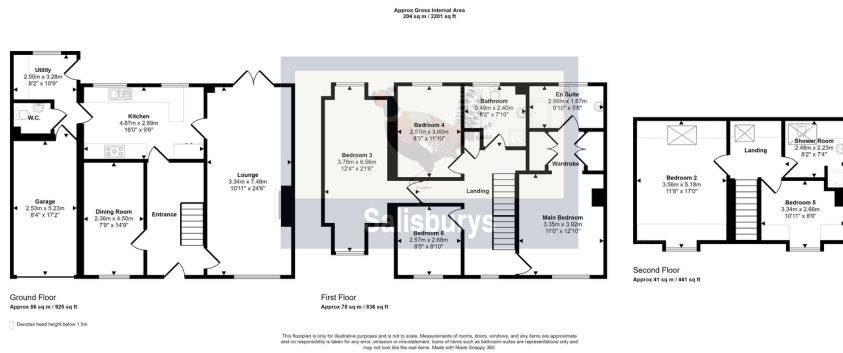 Approx Gross Internal Area
204 sq m / 2201 sq ft
Utility
2.50m x 3.28m
8'2" x 10'9"
W.C.
Kitchen
4.87m x 2.89m
16'0" x 9'6"
Garage
2.53m x 5.23m
8'4" x 17'2"
Dining Room
2.36m x 4.50m
7'9" x 14'9"
Entrance
Lounge
3.34m x 7.48m
10'11" x 24'6"
Ground Floor
Approx 86 sq m / 925 sq ft
Denotes head height below 1.5m
Bedroom 3
3.76m x 6.56m
12'4" x 21'6"
Bedroom 4
2.51m x 3.60m
8'3" x 11'10"
Bathroom
2.48m x 2.40m
8'2" x 7'10"
En Suite
2.99m x 1.67m
9'10" x 5'6"
Wardrobe
Landing
Salisburys
Bedroom 6
2.57m x 2.68m
8'5" x 8'10"
Main Bedroom
3.35m x 3.92m
11'0" x 12'10"
First Floor
Approx 78 sq m / 836 sq ft
Bedroom 2
3.56m x 5.18m
11'8" x 17'0"
Landing
Shower Room
2.48m x 2.23m
8'2" x 7'4"
Bedroom 5
3.34m x 2.66m
10'11" x 8'9"
Second Floor
Approx 41 sq m / 441 sq ft
This floorplan is only for illustrative purposes and is not to scale. Measurements of rooms, doors, windows, and any items are approximate
and no responsibility is taken for any error, omission or mis-statement. Icons of items such as bathroom suites are representations only and
may not look like the real items. Made with Made Snappy 360.